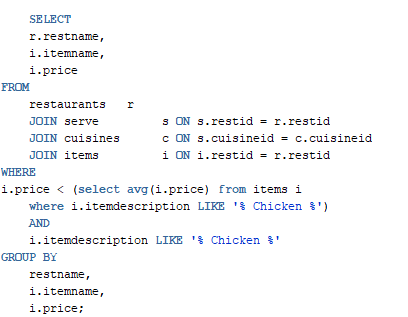 SELECT
r.restname,
i.itemname,
i.price
FROM
restaurants r
JOIN serve s ON s.restid = r.restid
JOIN cuisines c ON s.cuisineid = c.cuisineid
JOIN items i ON i.restid = r.restid
WHERE
i.price < (select avg(i.price) from items i
where i.itemdescription LIKE '% Chicken %')
AND
i.itemdescription LIKE '% Chicken %'
GROUP BY
restname,
i.itemname,
i.price;